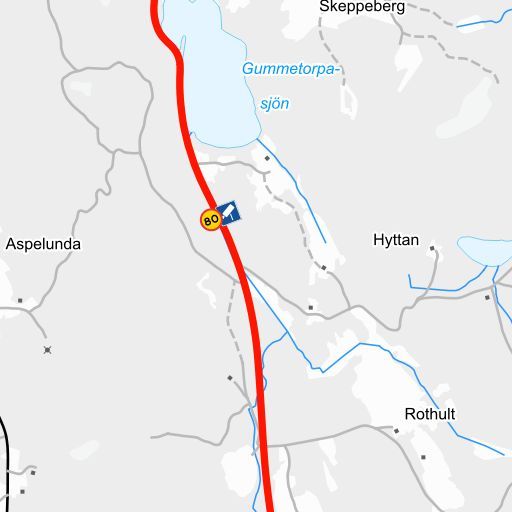 Skeppeberg
Gummetorpa-
sjön
80
Aspelunda
Hyttan
Rothult